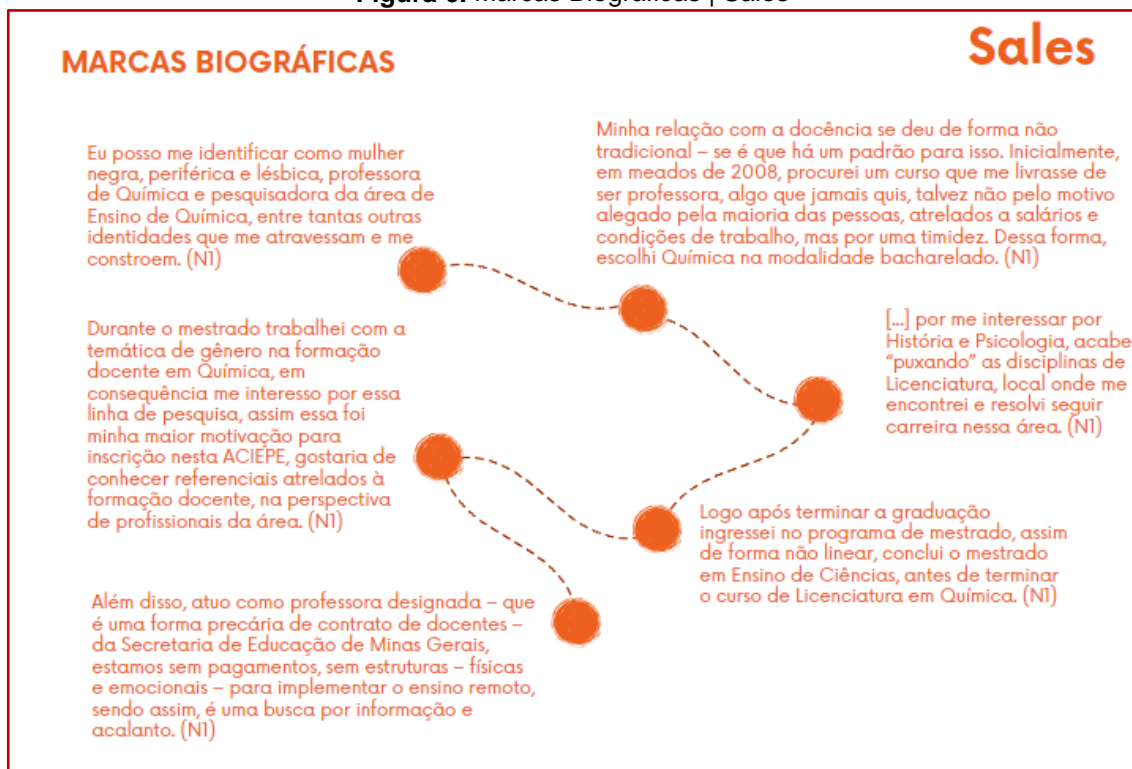 Figura 6. Marcas Biográficas | Sales
MARCAS BIOGRÁFICAS
Sales
Eu posso me identificar como mulher
negra, periférica e lésbica, professora
de Química e pesquisadora da área de
Ensino de Química, entre tantas outras
identidades que me atravessam e me
constroem. (N1)
Minha relação com a docência se deu de forma não
tradicional – se é que há um padrão para isso. Inicialmente,
em meados de 2008, procurei um curso que me livrasse de
ser professora, algo que jamais quis, talvez não pelo motivo
alegado pela maioria das pessoas, atrelados a salários e
condições de trabalho, mas por uma timidez. Dessa forma,
escolhi Química na modalidade bacharelado. (N1)
[...] por me interessar por
História e Psicologia, acabe
“puxando” as disciplinas de
Licenciatura, local onde me
encontrei e resolvi seguir
carreira nessa área. (N1)
Logo após terminar a graduação
ingressei no programa de mestrado, assim
de forma não linear, conclui o mestrado
em Ensino de Ciências, antes de terminar
o curso de Licenciatura em Química. (N1)
Durante o mestrado trabalhei com a
temática de gênero na formação
docente em Química, em
consequência me interesso por essa
linha de pesquisa, assim essa foi
minha maior motivação para
inscrição nesta ACIEPE, gostaria de
conhecer referenciais atrelados à
formação docente, na perspectiva
de profissionais da área. (N1)
Além disso, atuo como professora designada – que
é uma forma precária de contrato de docentes –
da Secretaria de Educação de Minas Gerais,
estamos sem pagamentos, sem estruturas – físicas
e emocionais – para implementar o ensino remoto,
sendo assim, é uma busca por informação e
acalanto. (N1)